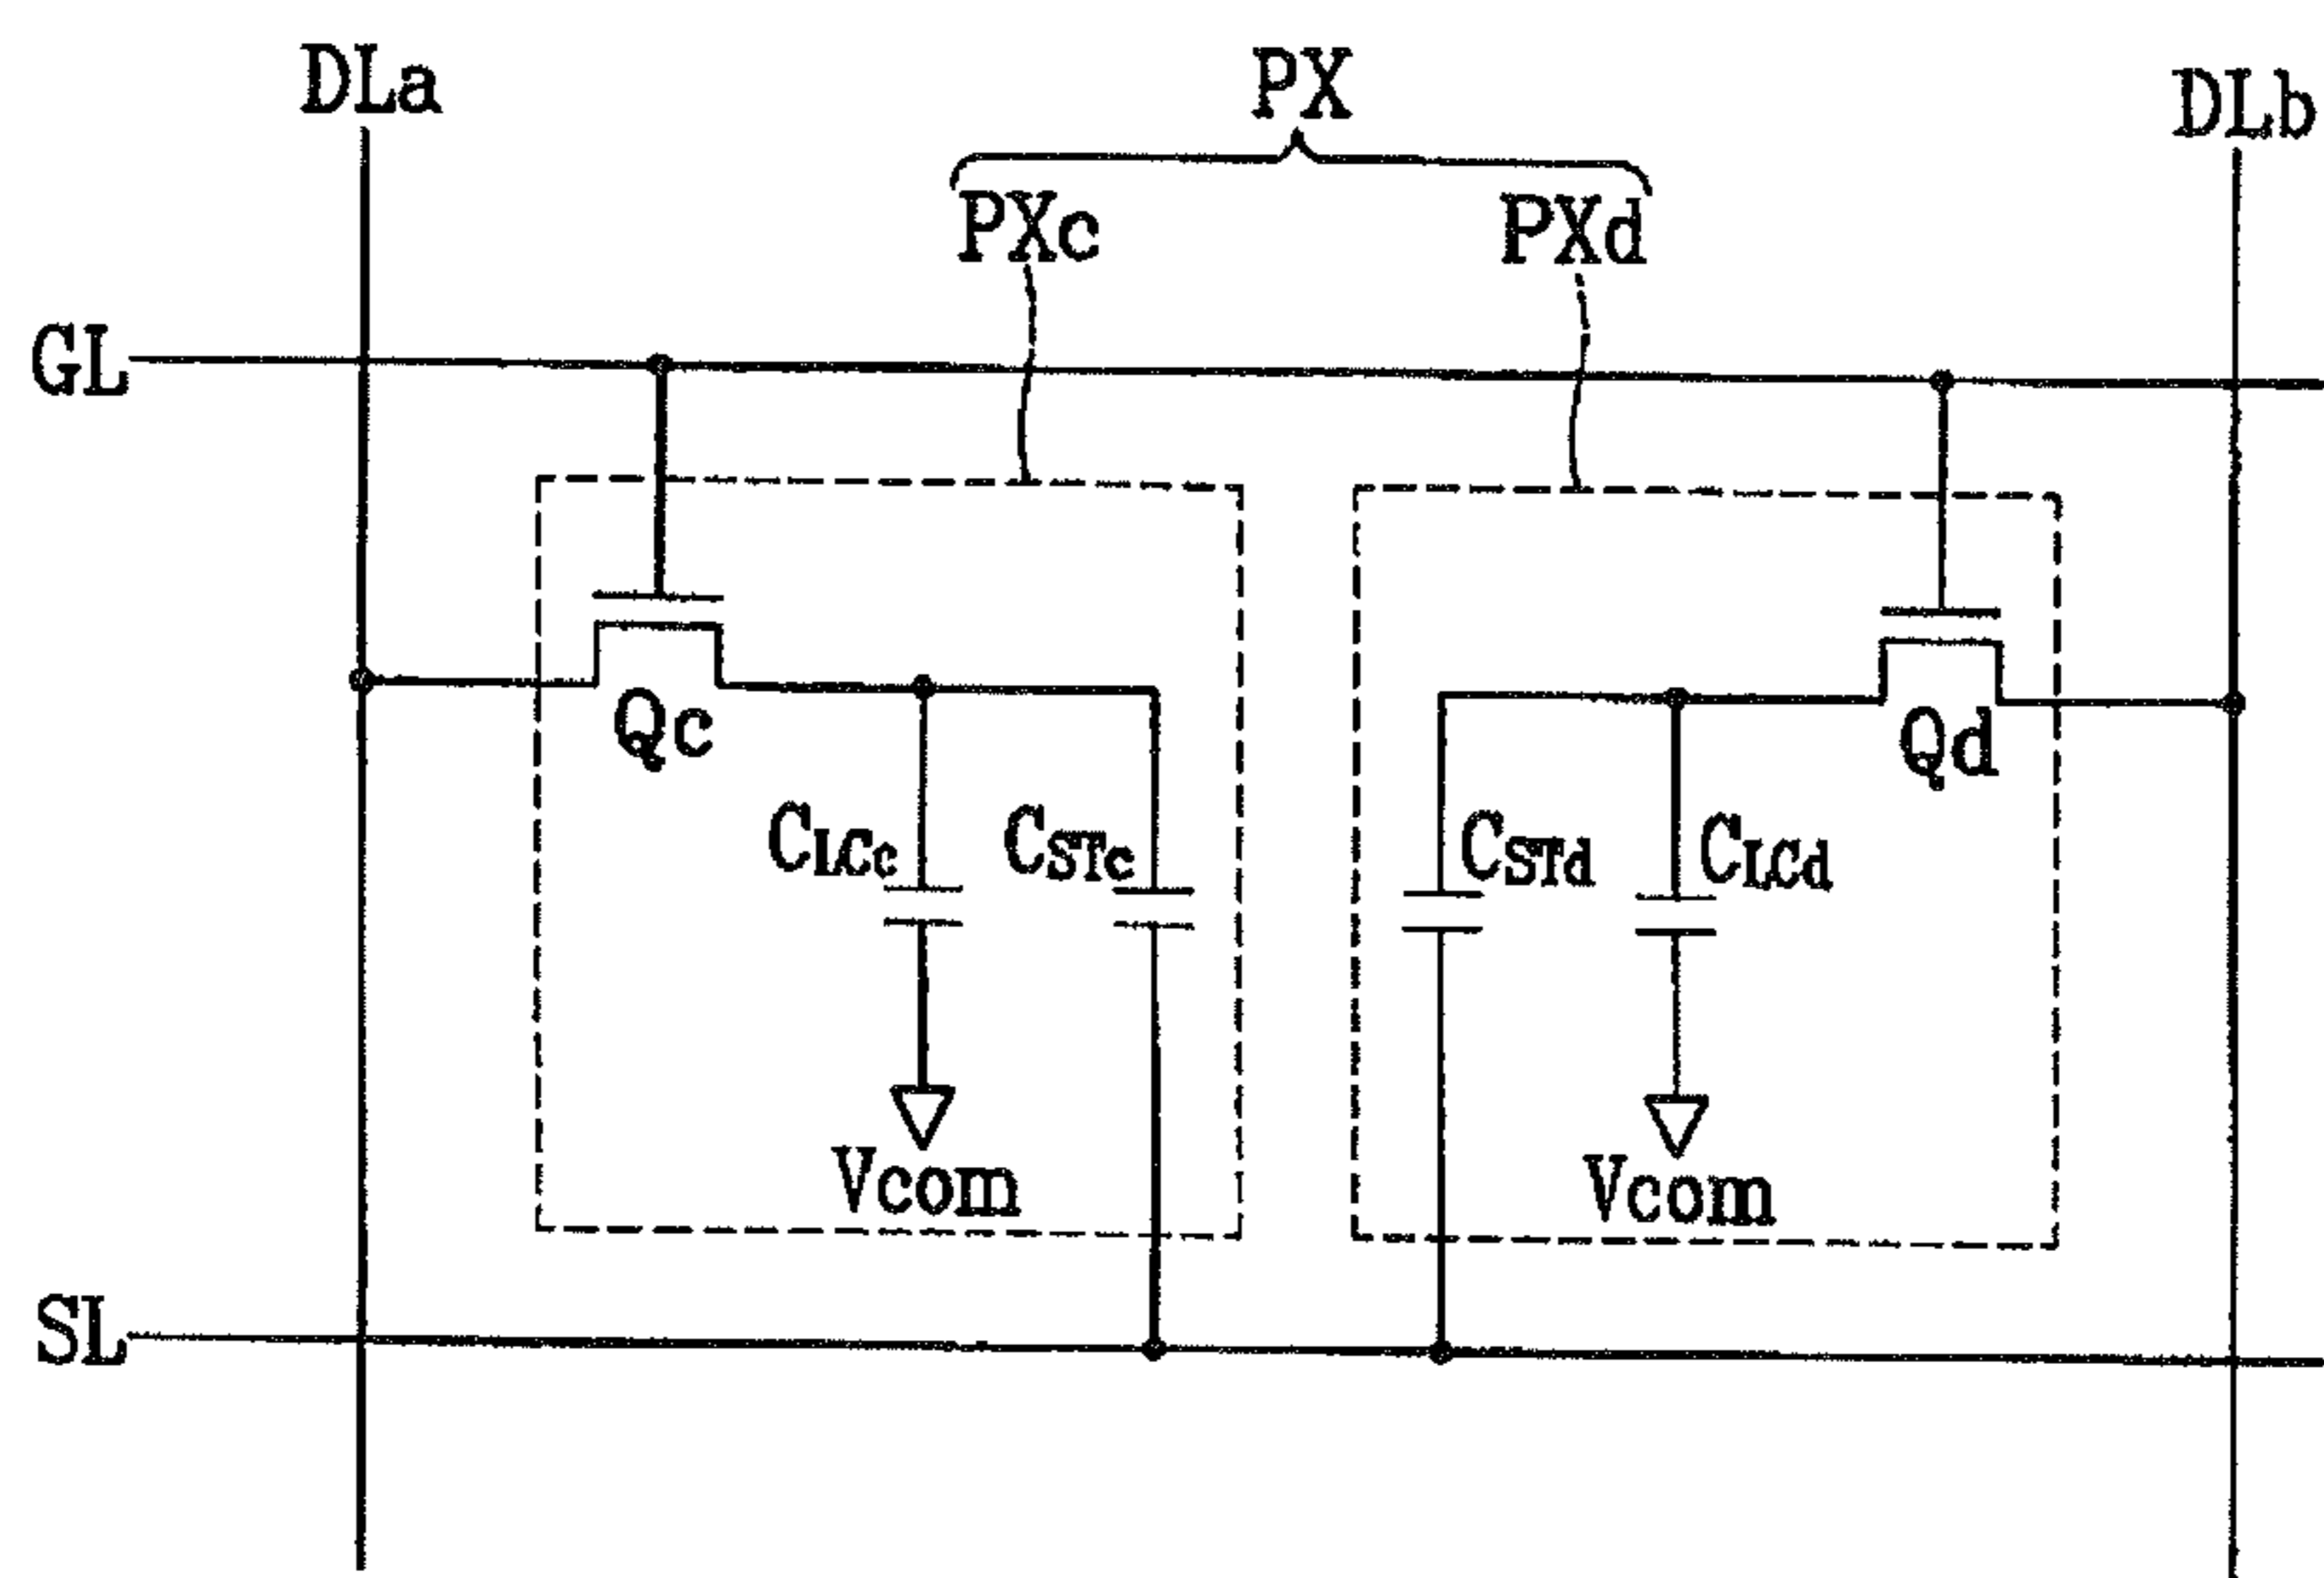 DLa
PX
DLb
PXc
PXd
GL
Qc
Qd
CLCc
CSTc
CSTd
CLCd
Vcom
Vcom
SL